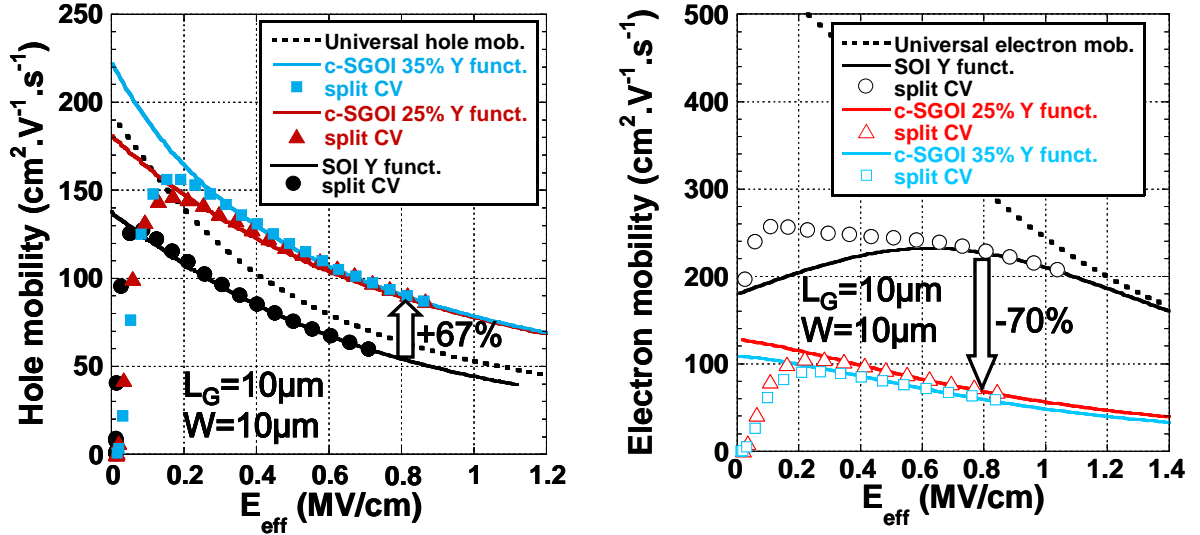 Hole mobility (cm².V⁻¹.s⁻¹)
250
200
150
100
50
0
Universal hole mob.
c-SGOI 35% Y funct.
split CV
c-SGOI 25% Y funct.
split CV
SOI Y funct.
split CV
+67%
L_G=10µm
W=10µm
0 0.2 0.4 0.6 0.8 1 1.2
E_eff (MV/cm)
Electron mobility (cm².V⁻¹.s⁻¹)
500
400
300
200
100
0
Universal electron mob.
SOI Y funct.
split CV
c-SGOI 25% Y funct.
split CV
c-SGOI 35% Y funct.
split CV
L_G=10µm
W=10µm
-70%
0 0.2 0.4 0.6 0.8 1 1.2 1.4
E_eff (MV/cm)